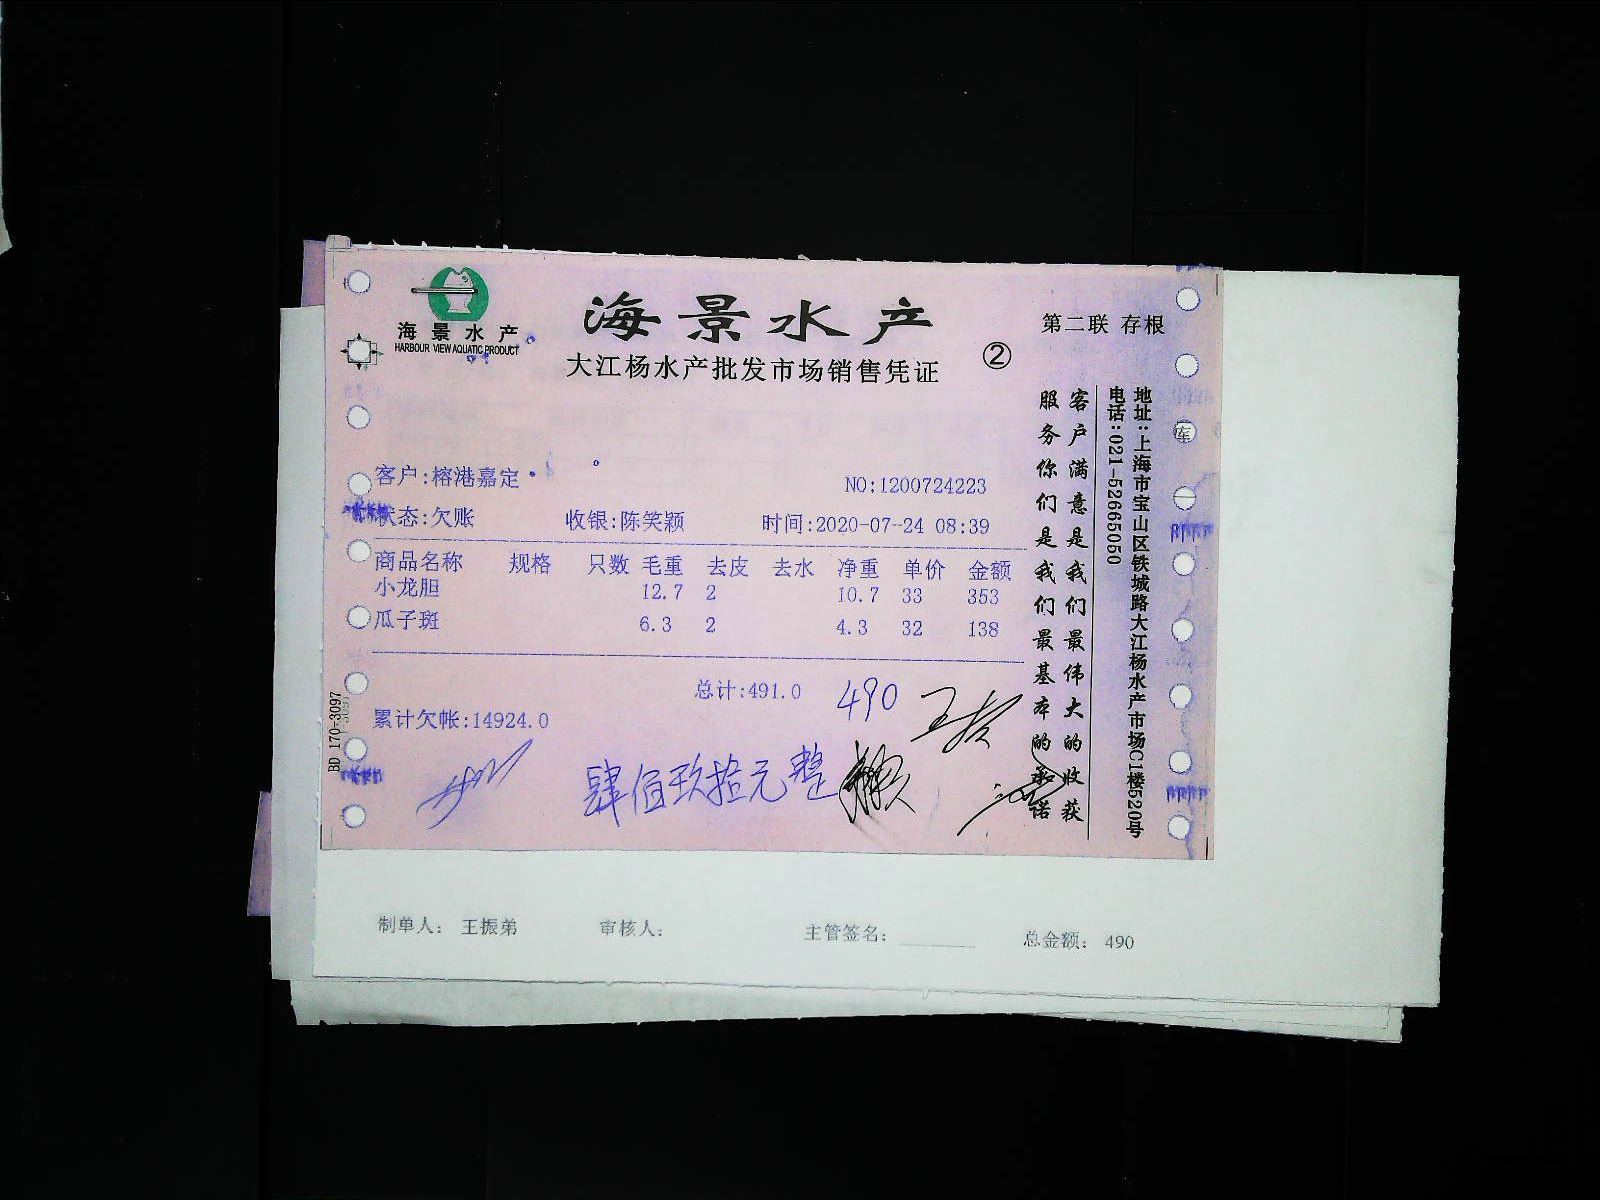 海景水产
HARBOUR VIEW AQUATIC PRODUCT
海景水产
大江杨水产批发市场销售凭证
②
第二联 存根
客户:榕港嘉定
NO:1200724223
状态:欠账 收银:陈笑颖 时间:2020-07-24 08:39
商品名称 规格 只数 毛重 去皮 去水 净重 单价 金额
小龙胆 12.7 2 10.7 33 353
瓜子斑 6.3 2 4.3 32 138
总计:491.0 490
累计欠帐:14924.0
肆佰玖拾元整
客户满意是我们最伟大的收获
服务你们是我们最基本的承诺
地址:上海市宝山区铁城路大江杨水产市场C1楼520号
电话:021-52665050
库
BD 170-3097
制单人: 王振弟 审核人: 主管签名: 总金额: 490